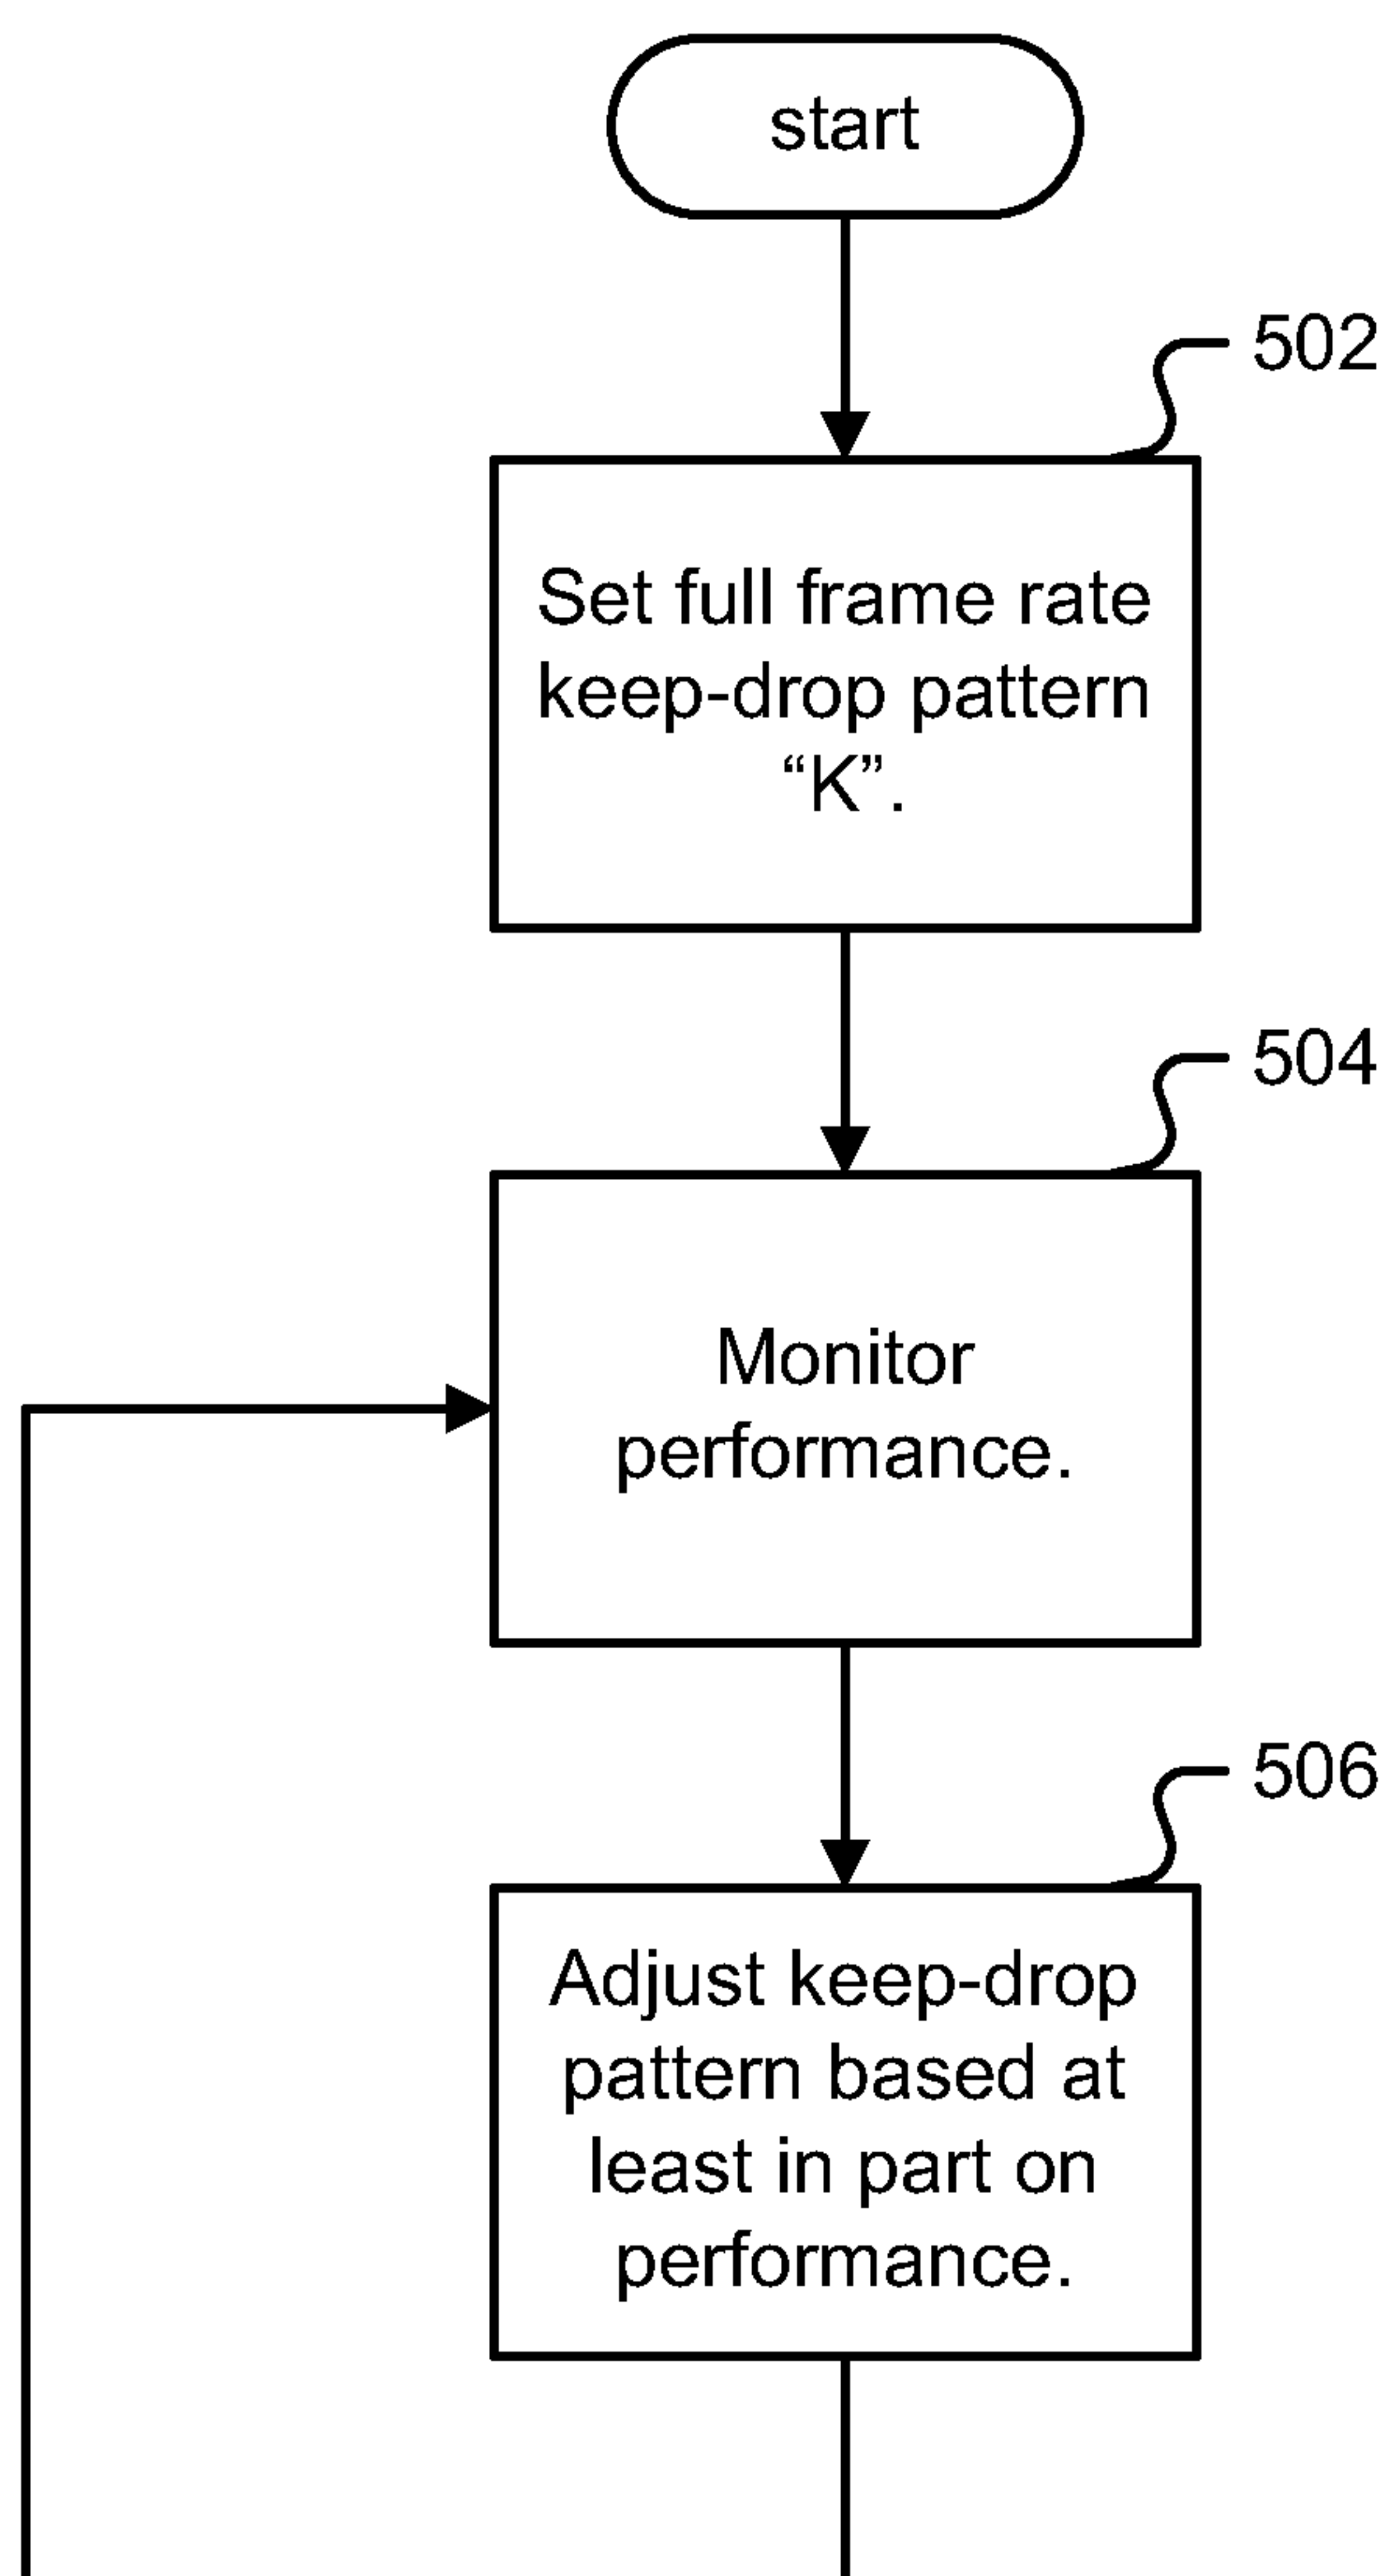 start
502
Set full frame rate
keep-drop pattern
“K”.
504
Monitor
performance.
506
Adjust keep-drop
pattern based at
least in part on
performance.